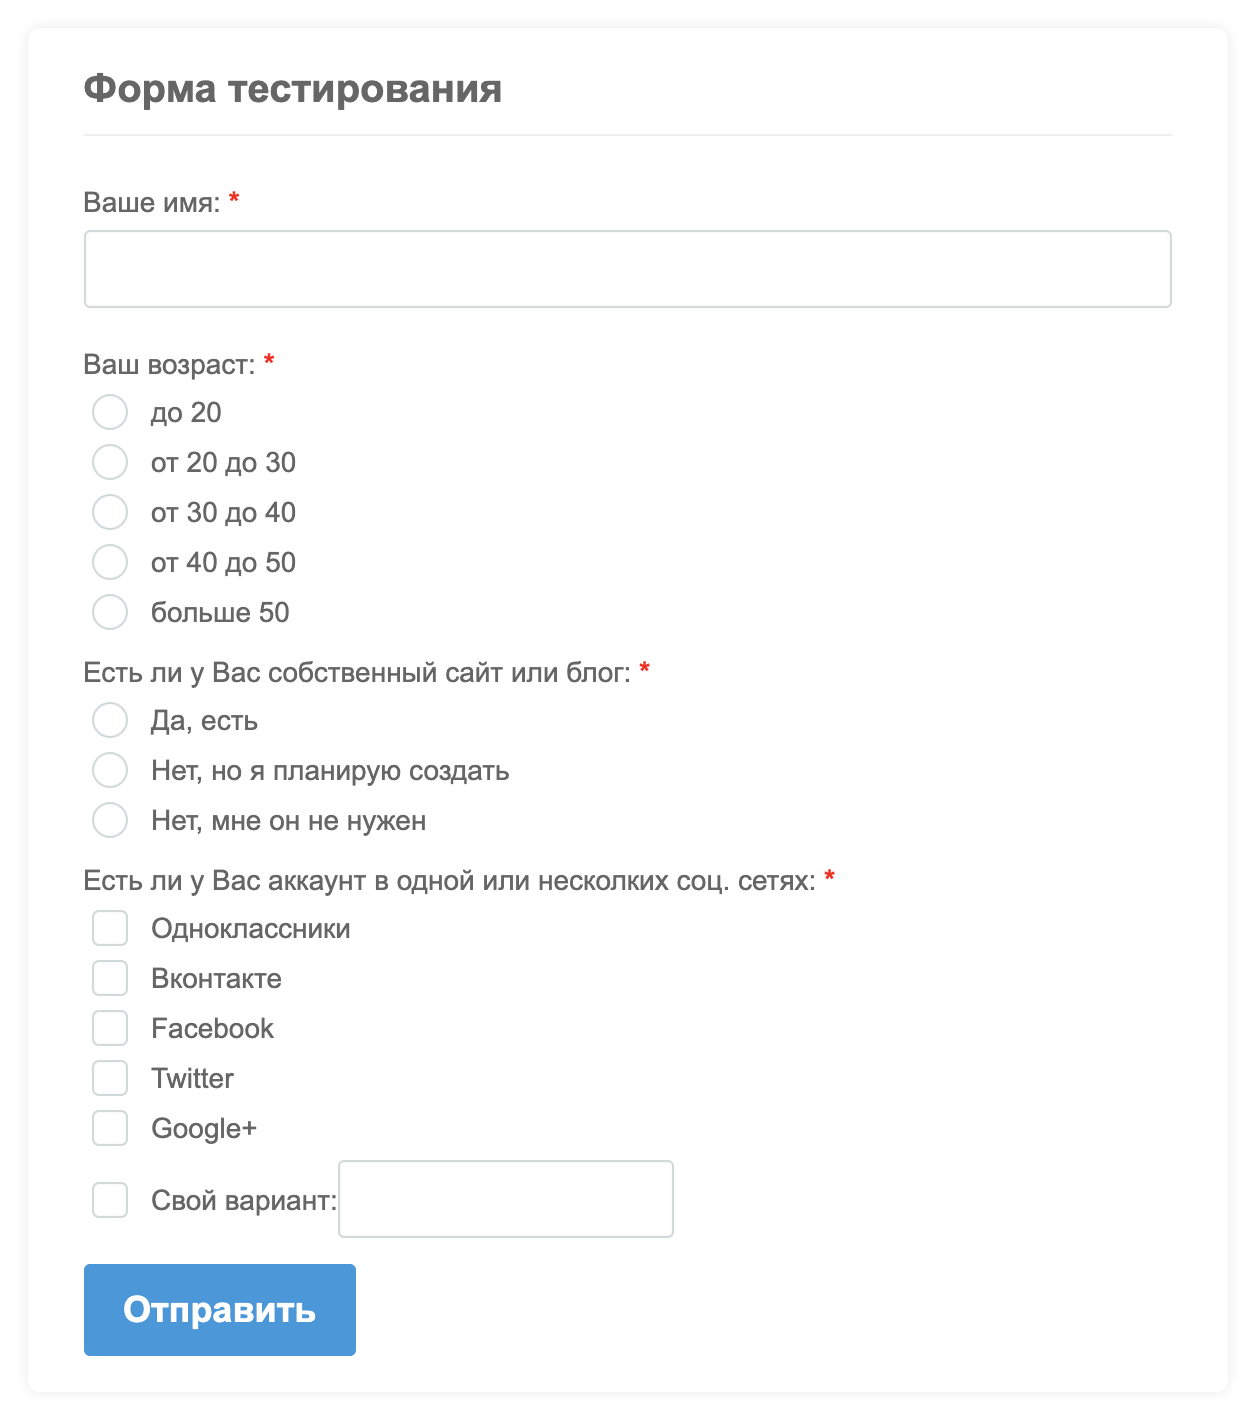 Форма тестирования
Ваше имя: *
Ваш возраст: *
до 20
от 20 до 30
от 30 до 40
от 40 до 50
больше 50
Есть ли у Вас собственный сайт или блог: *
Да, есть
Нет, но я планирую создать
Нет, мне он не нужен
Есть ли у Вас аккаунт в одной или несколких соц. сетях: *
Одноклассники
Вконтакте
Facebook
Twitter
Google+
Свой вариант:
Отправить